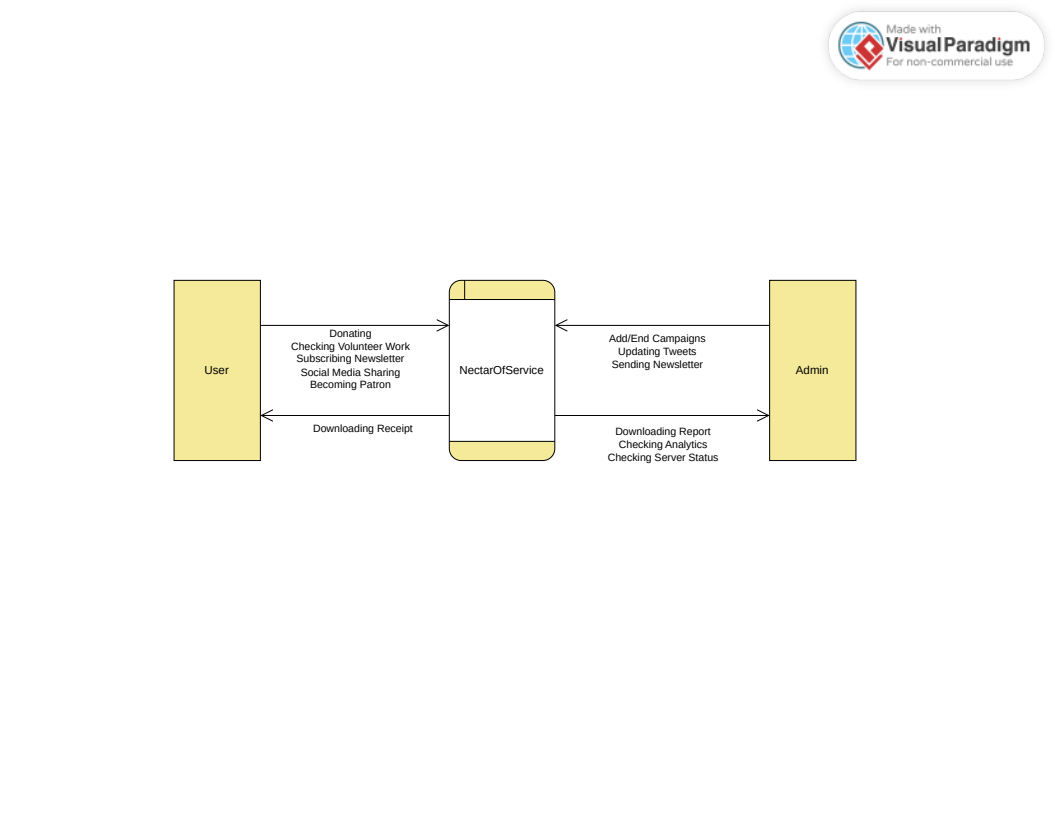 Made with
Visual Paradigm
For non-commercial use
User
Donating
Checking Volunteer Work
Subscribing Newsletter
Social Media Sharing
Becoming Patron
Downloading Receipt
NectarOfService
Add/End Campaigns
Updating Tweets
Sending Newsletter
Downloading Report
Checking Analytics
Checking Server Status
Admin